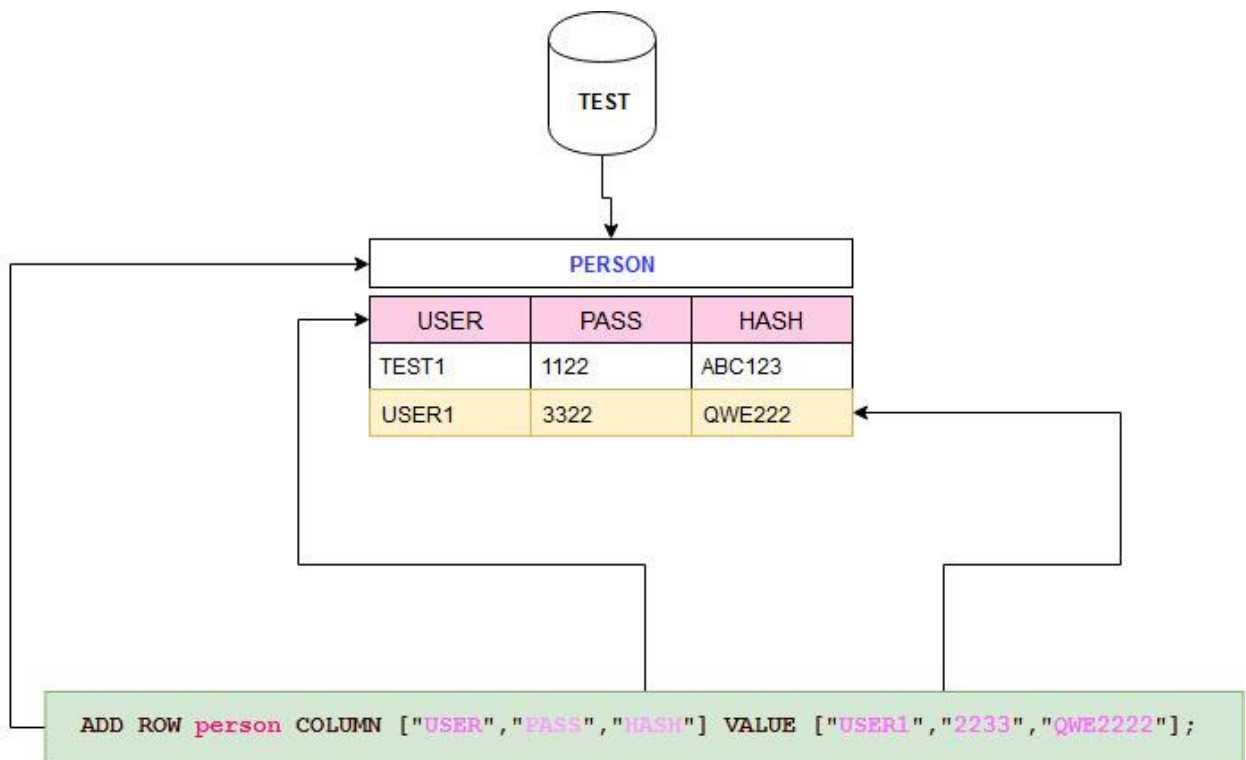 TEST
PERSON
USER PASS HASH
TEST1 1122 ABC123
USER1 3322 QWE222
ADD ROW person COLUMN ["USER","PASS","HASH"] VALUE ["USER1","2233","QWE2222"];